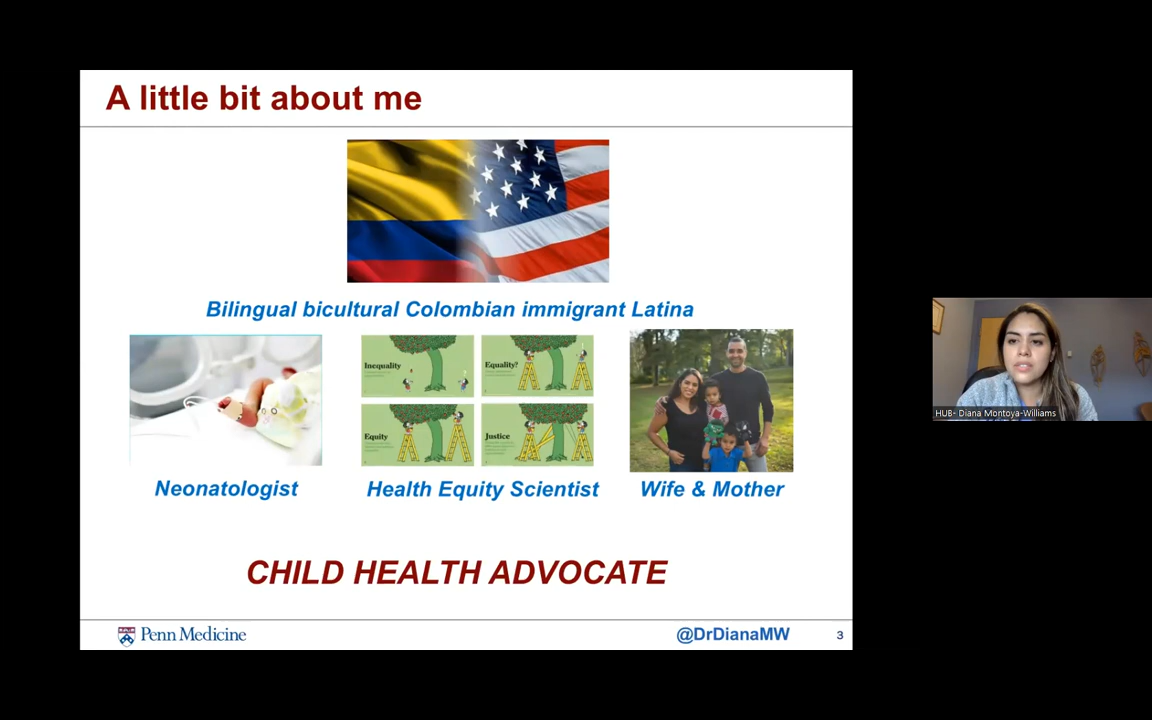 A little bit about me
Bilingual bicultural Colombian immigrant Latina
Inequality
Equality?
Equity
Justice
Neonatologist
Health Equity Scientist
Wife & Mother
CHILD HEALTH ADVOCATE
Penn Medicine
@DrDianaMW
3
HUB- Diana Montoya-Williams